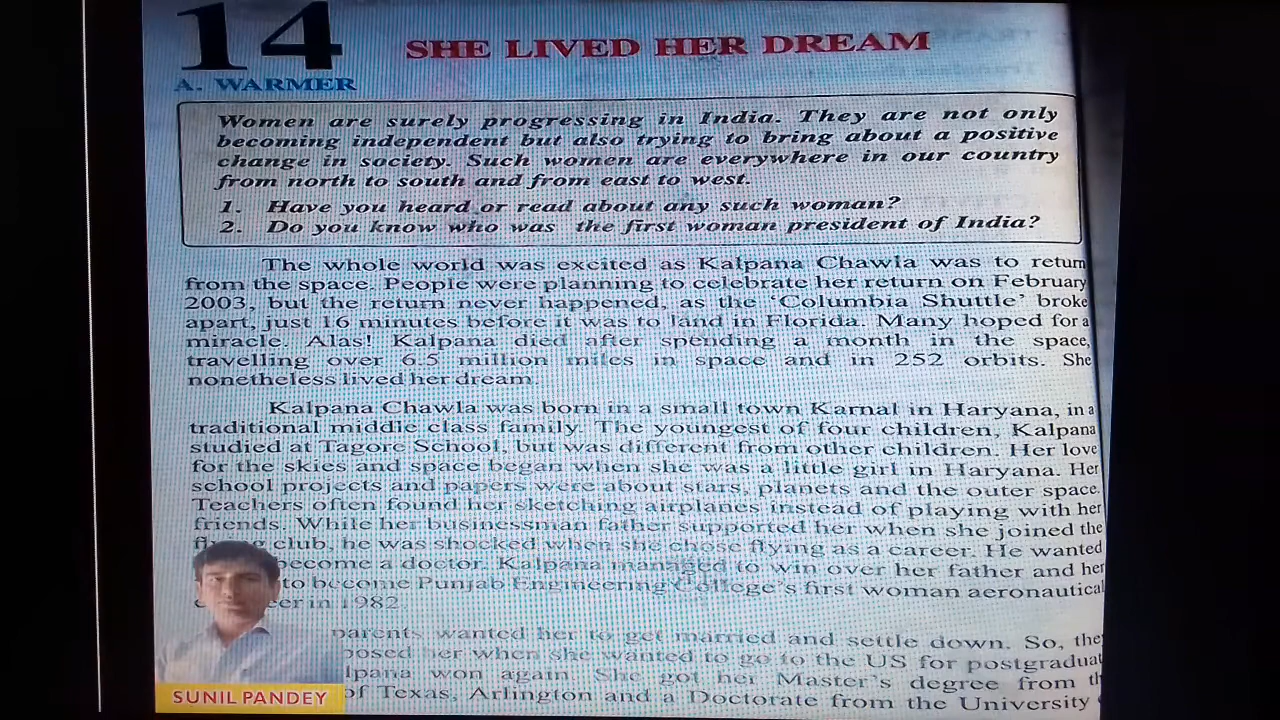 14
SHE LIVED HER DREAM
A. WARMER
Women are surely progressing in India. They are not only
becoming independent but also trying to bring about a positive
change in society. Such women are everywhere in our country
from north to south and from east to west.
1. Have you heard or read about any such woman?
2. Do you know who was the first woman president of India?
The whole world was excited as Kalpana Chawla was to return
from the space. People were planning to celebrate her return on February
2003, but the return never happened, as the 'Columbia Shuttle' broke
apart, just 16 minutes before it was to land in Florida. Many hoped for a
miracle. Alas! Kalpana died after spending a month in the space,
travelling over 6.5 million miles in space and in 252 orbits. She
nonetheless lived her dream.
Kalpana Chawla was born in a small town Karnal in Haryana, in a
traditional middle class family. The youngest of four children, Kalpana
studied at Tagore School, but was different from other children. Her love
for the skies and space began when she was a little girl in Haryana. Her
school projects and papers were about stars, planets and the outer space.
Teachers often found her sketching airplanes instead of playing with her
friends. While her businessman father supported her when she joined the
club, he was shocked when she chose flying as a career. He wanted
become a doctor. Kalpana managed to win over her father and her
to become Punjab Engineering College's first woman aeronautical
in 1982.
parents wanted her to get married and settle down. So, they
her when she wanted to go to the US for
won again. She got her Master's degree from
of Texas, Arlington and a Doctorate from the University
SUNIL PANDEY